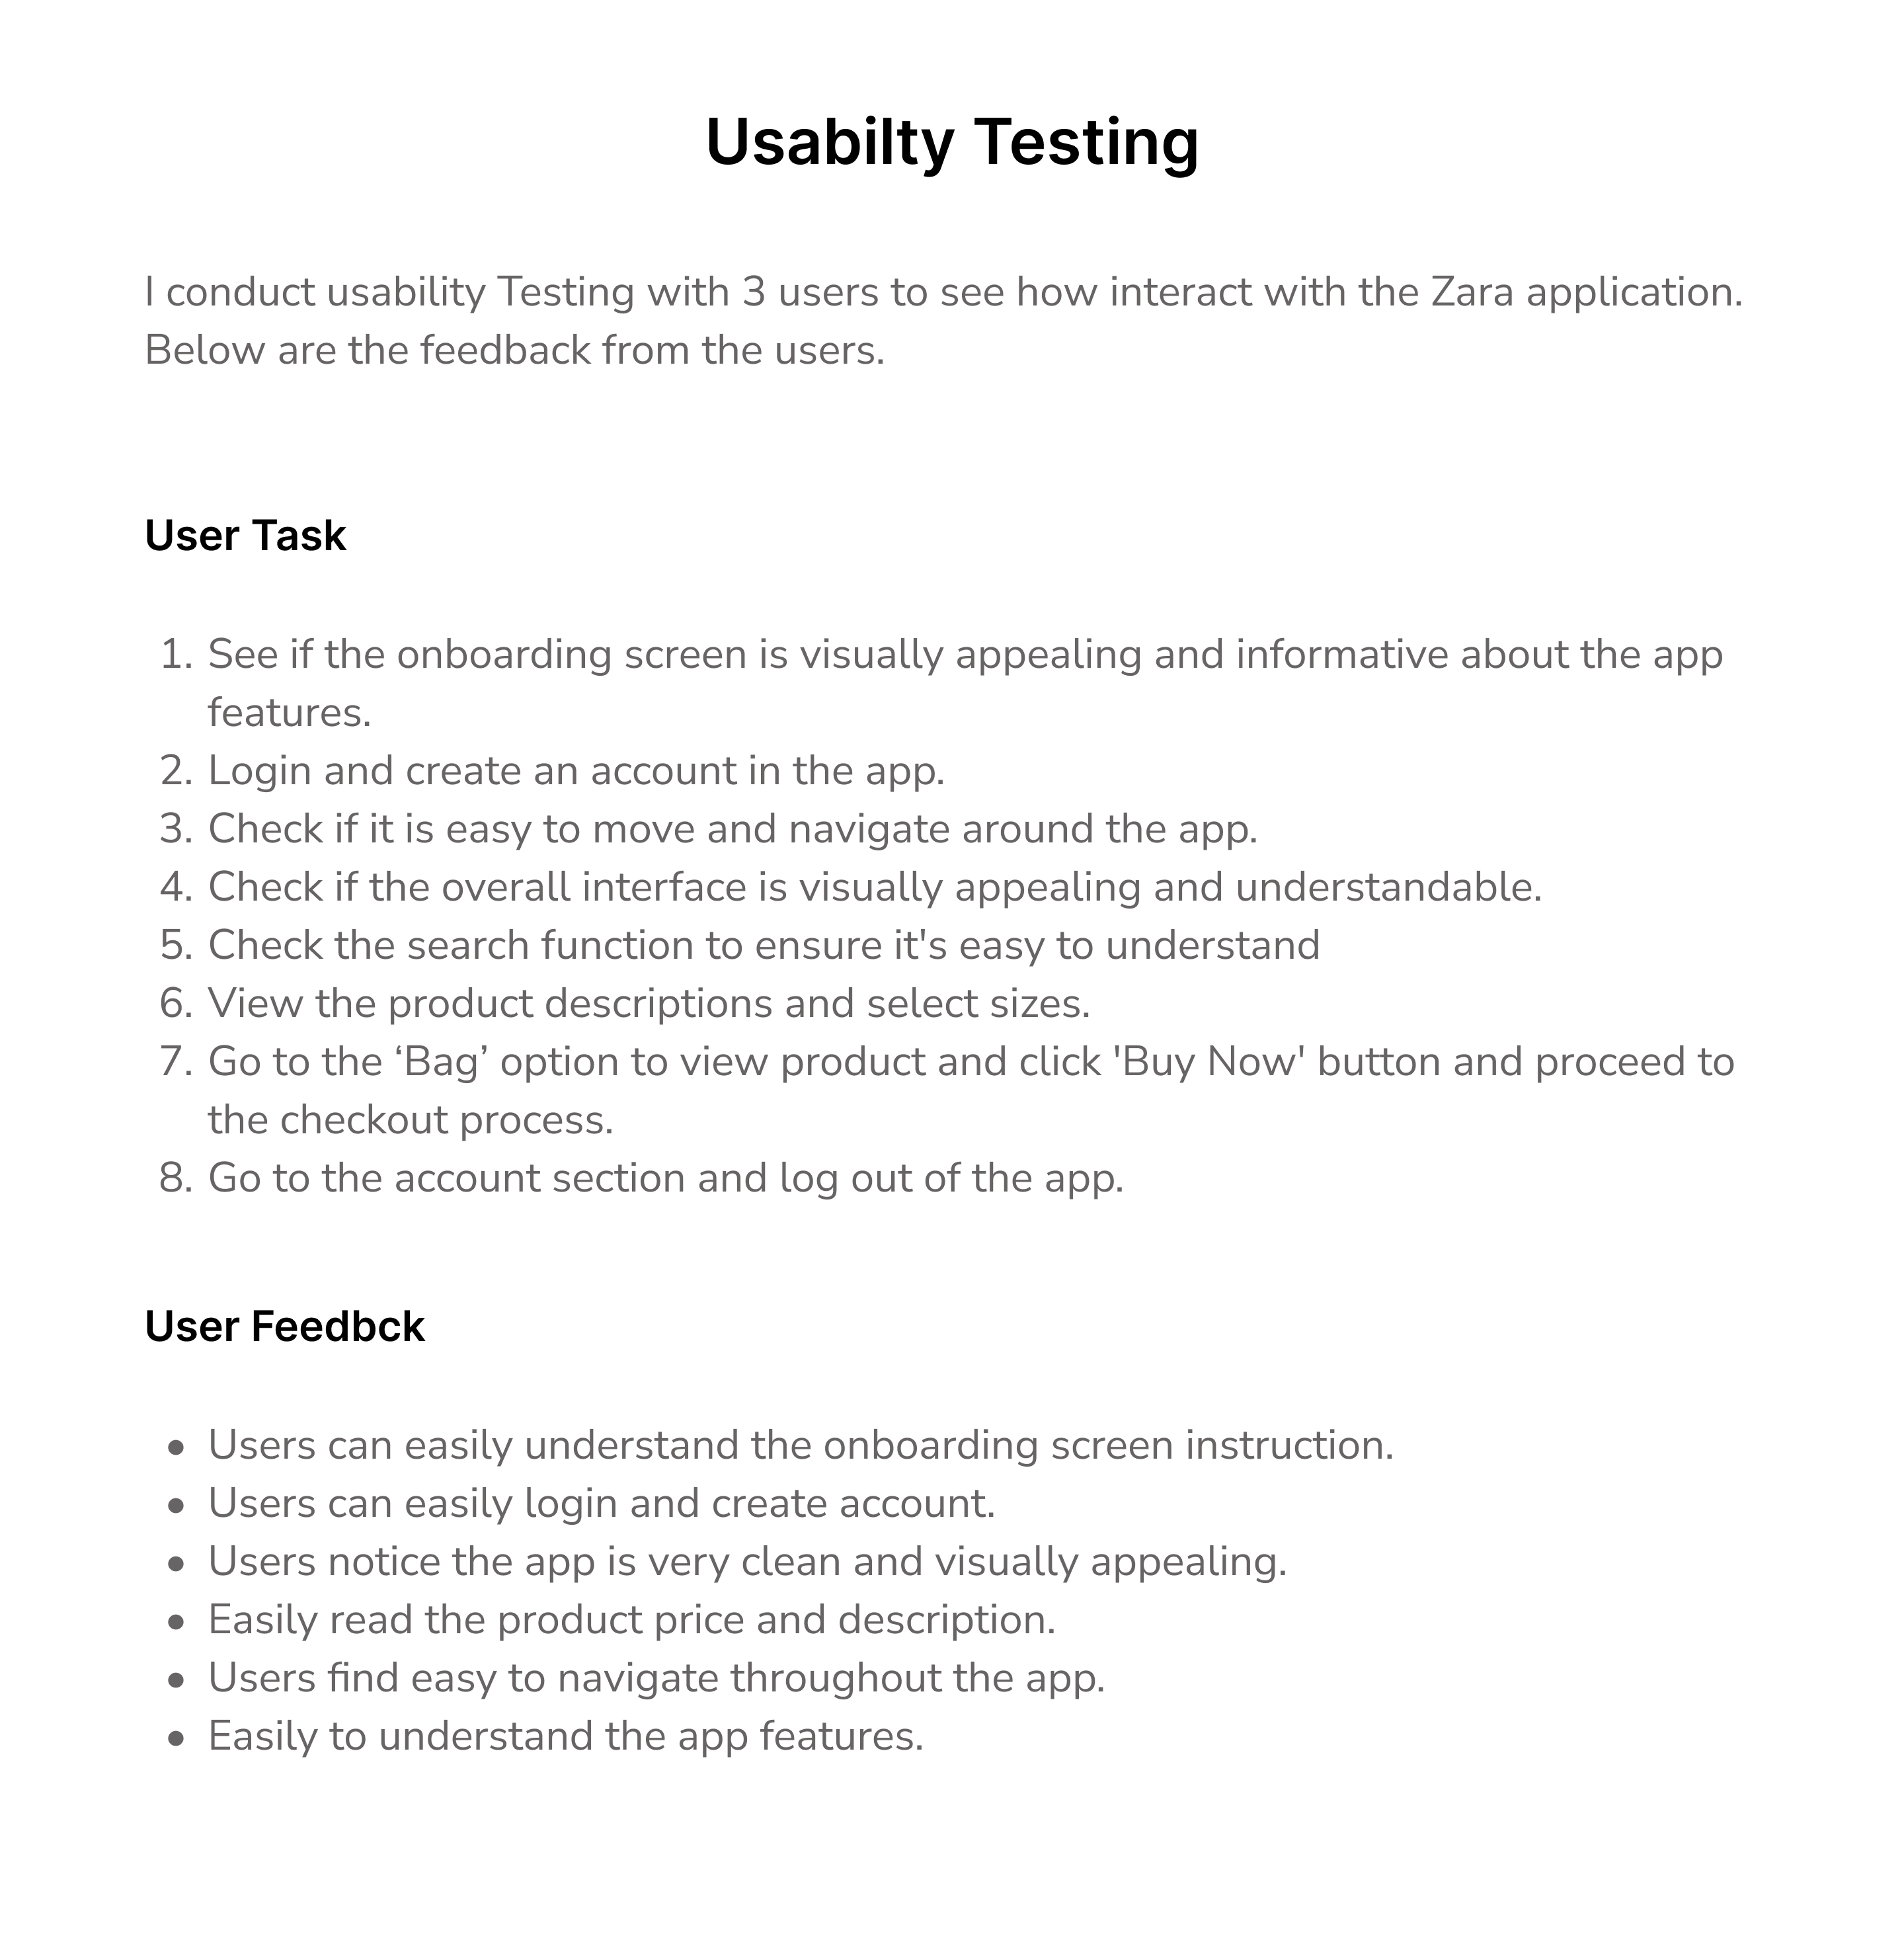 Usabilty Testing
I conduct usability Testing with 3 users to see how interact with the Zara application.
Below are the feedback from the users.
User Task
1. See if the onboarding screen is visually appealing and informative about the app
features.
2. Login and create an account in the app.
3. Check if it is easy to move and navigate around the app.
4. Check if the overall interface is visually appealing and understandable.
5. Check the search function to ensure it's easy to understand
6. View the product descriptions and select sizes.
7. Go to the ‘Bag’ option to view product and click 'Buy Now' button and proceed to
the checkout process.
8. Go to the account section and log out of the app.
User Feedbck
• Users can easily understand the onboarding screen instruction.
• Users can easily login and create account.
• Users notice the app is very clean and visually appealing.
• Easily read the product price and description.
• Users find easy to navigate throughout the app.
• Easily to understand the app features.